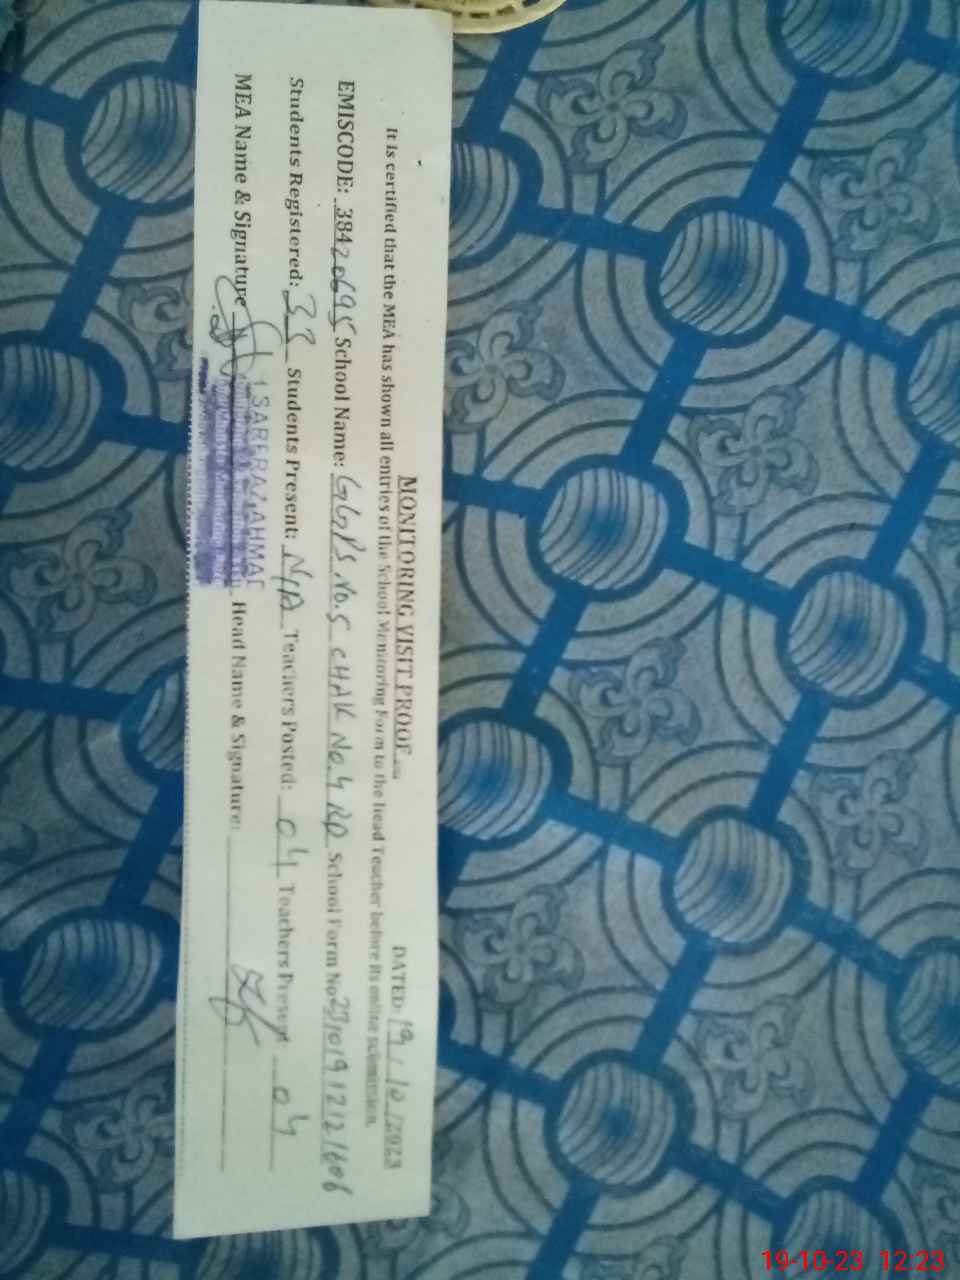 MONITORING VISIT PROOF DATED: 19/10/2023
It is certified that the MEA has shown all entries of the School Monitoring Form to the Head Teacher before its online submission.
EMISCODE: 38420695 School Name: GGPS No.5 CHAK No.4 RD School Form No 23101912121606
Students Registered: 33 Students Present: N/A Teachers Posted: 04 Teachers Present 04
MEA Name & Signature Head Name & Signature:
AHMAD
19-10-23 12:23